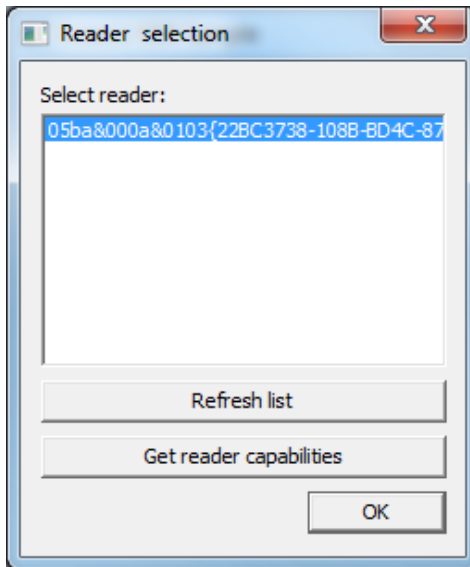 Reader selection
Select reader:
05ba&000a&0103{22BC3738-108B-BD4C-87
Refresh list
Get reader capabilities
OK